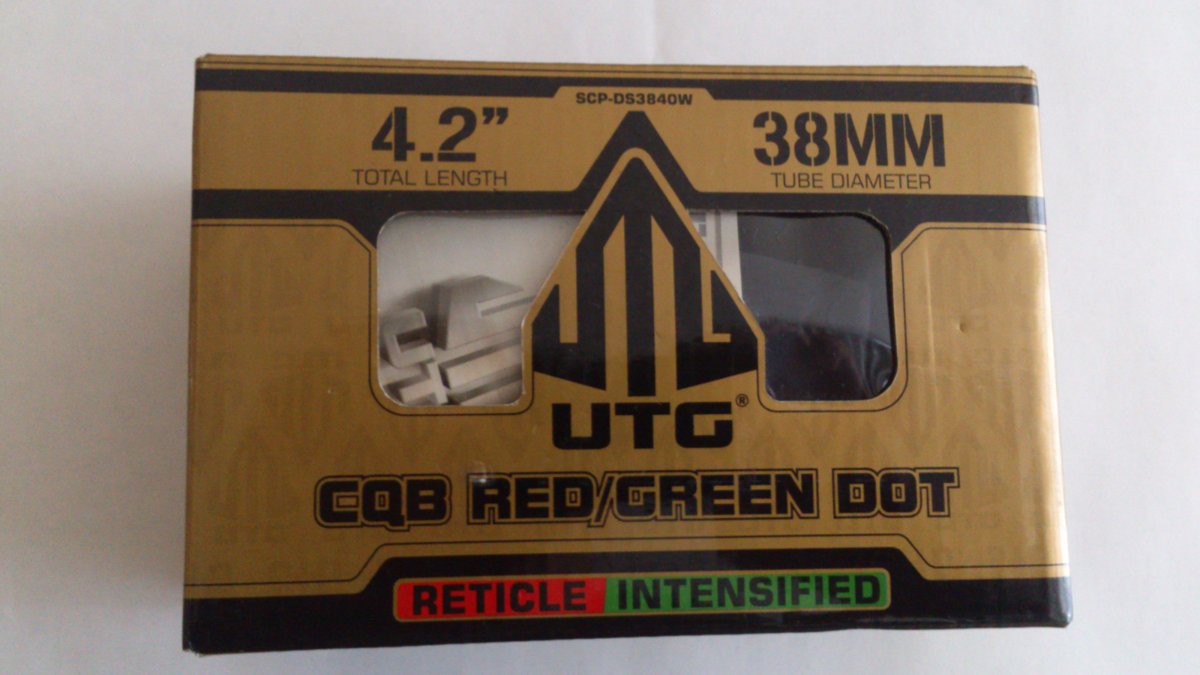 SCP-DS3840W
4.2”
TOTAL LENGTH
38MM
TUBE DIAMETER
UTG®
CQB RED/GREEN DOT
RETICLE INTENSIFIED